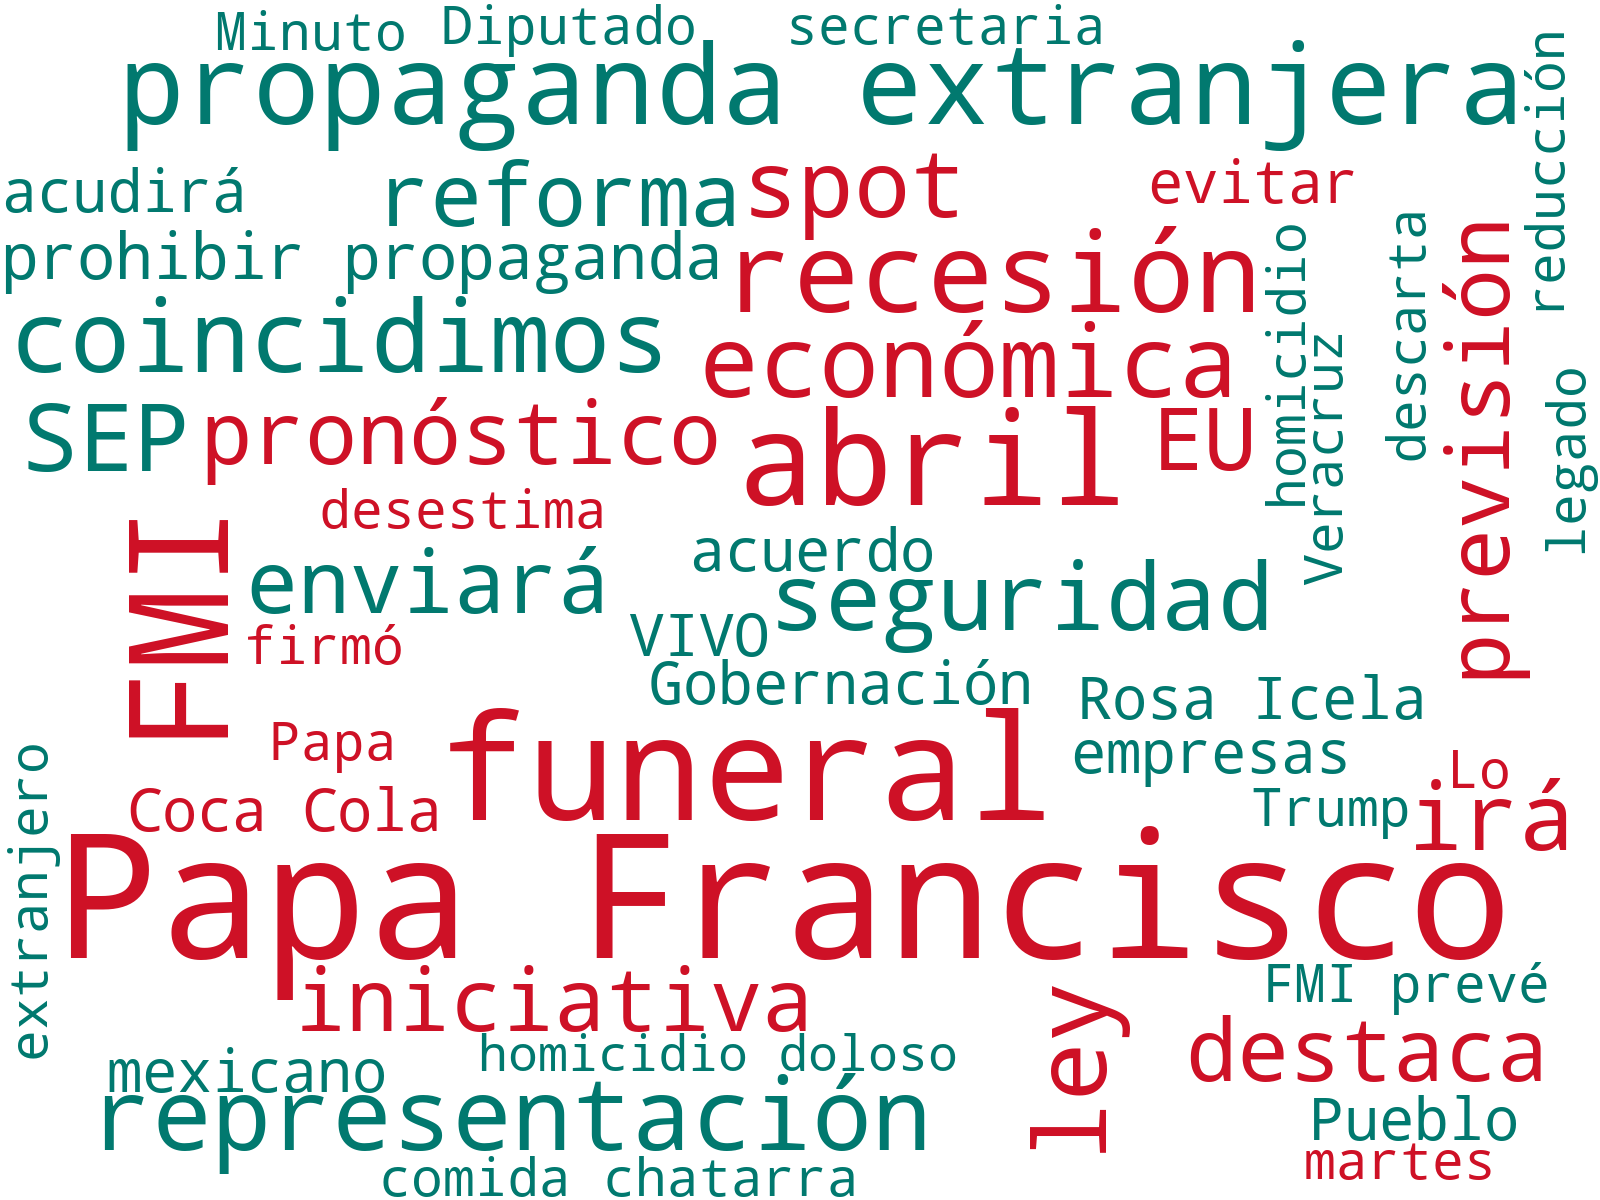 Minuto Diputado secretaria
propaganda extranjera
reducción
acudirá reforma spot evitar
prohibir propaganda recesión
homicidio descarta previsión
coincidimos económica
Veracruz
legado
SEP pronóstico abril EU
desestima
FMI
enviará acuerdo seguridad
firmó VIVO
Gobernación Rosa Icela
Papa funeral empresas
extranjero
Coca Cola Trump Lo
irá
Papa Francisco
iniciativa ley FMI prevé
mexicano homicidio doloso destaca
representación Pueblo
comida chatarra martes